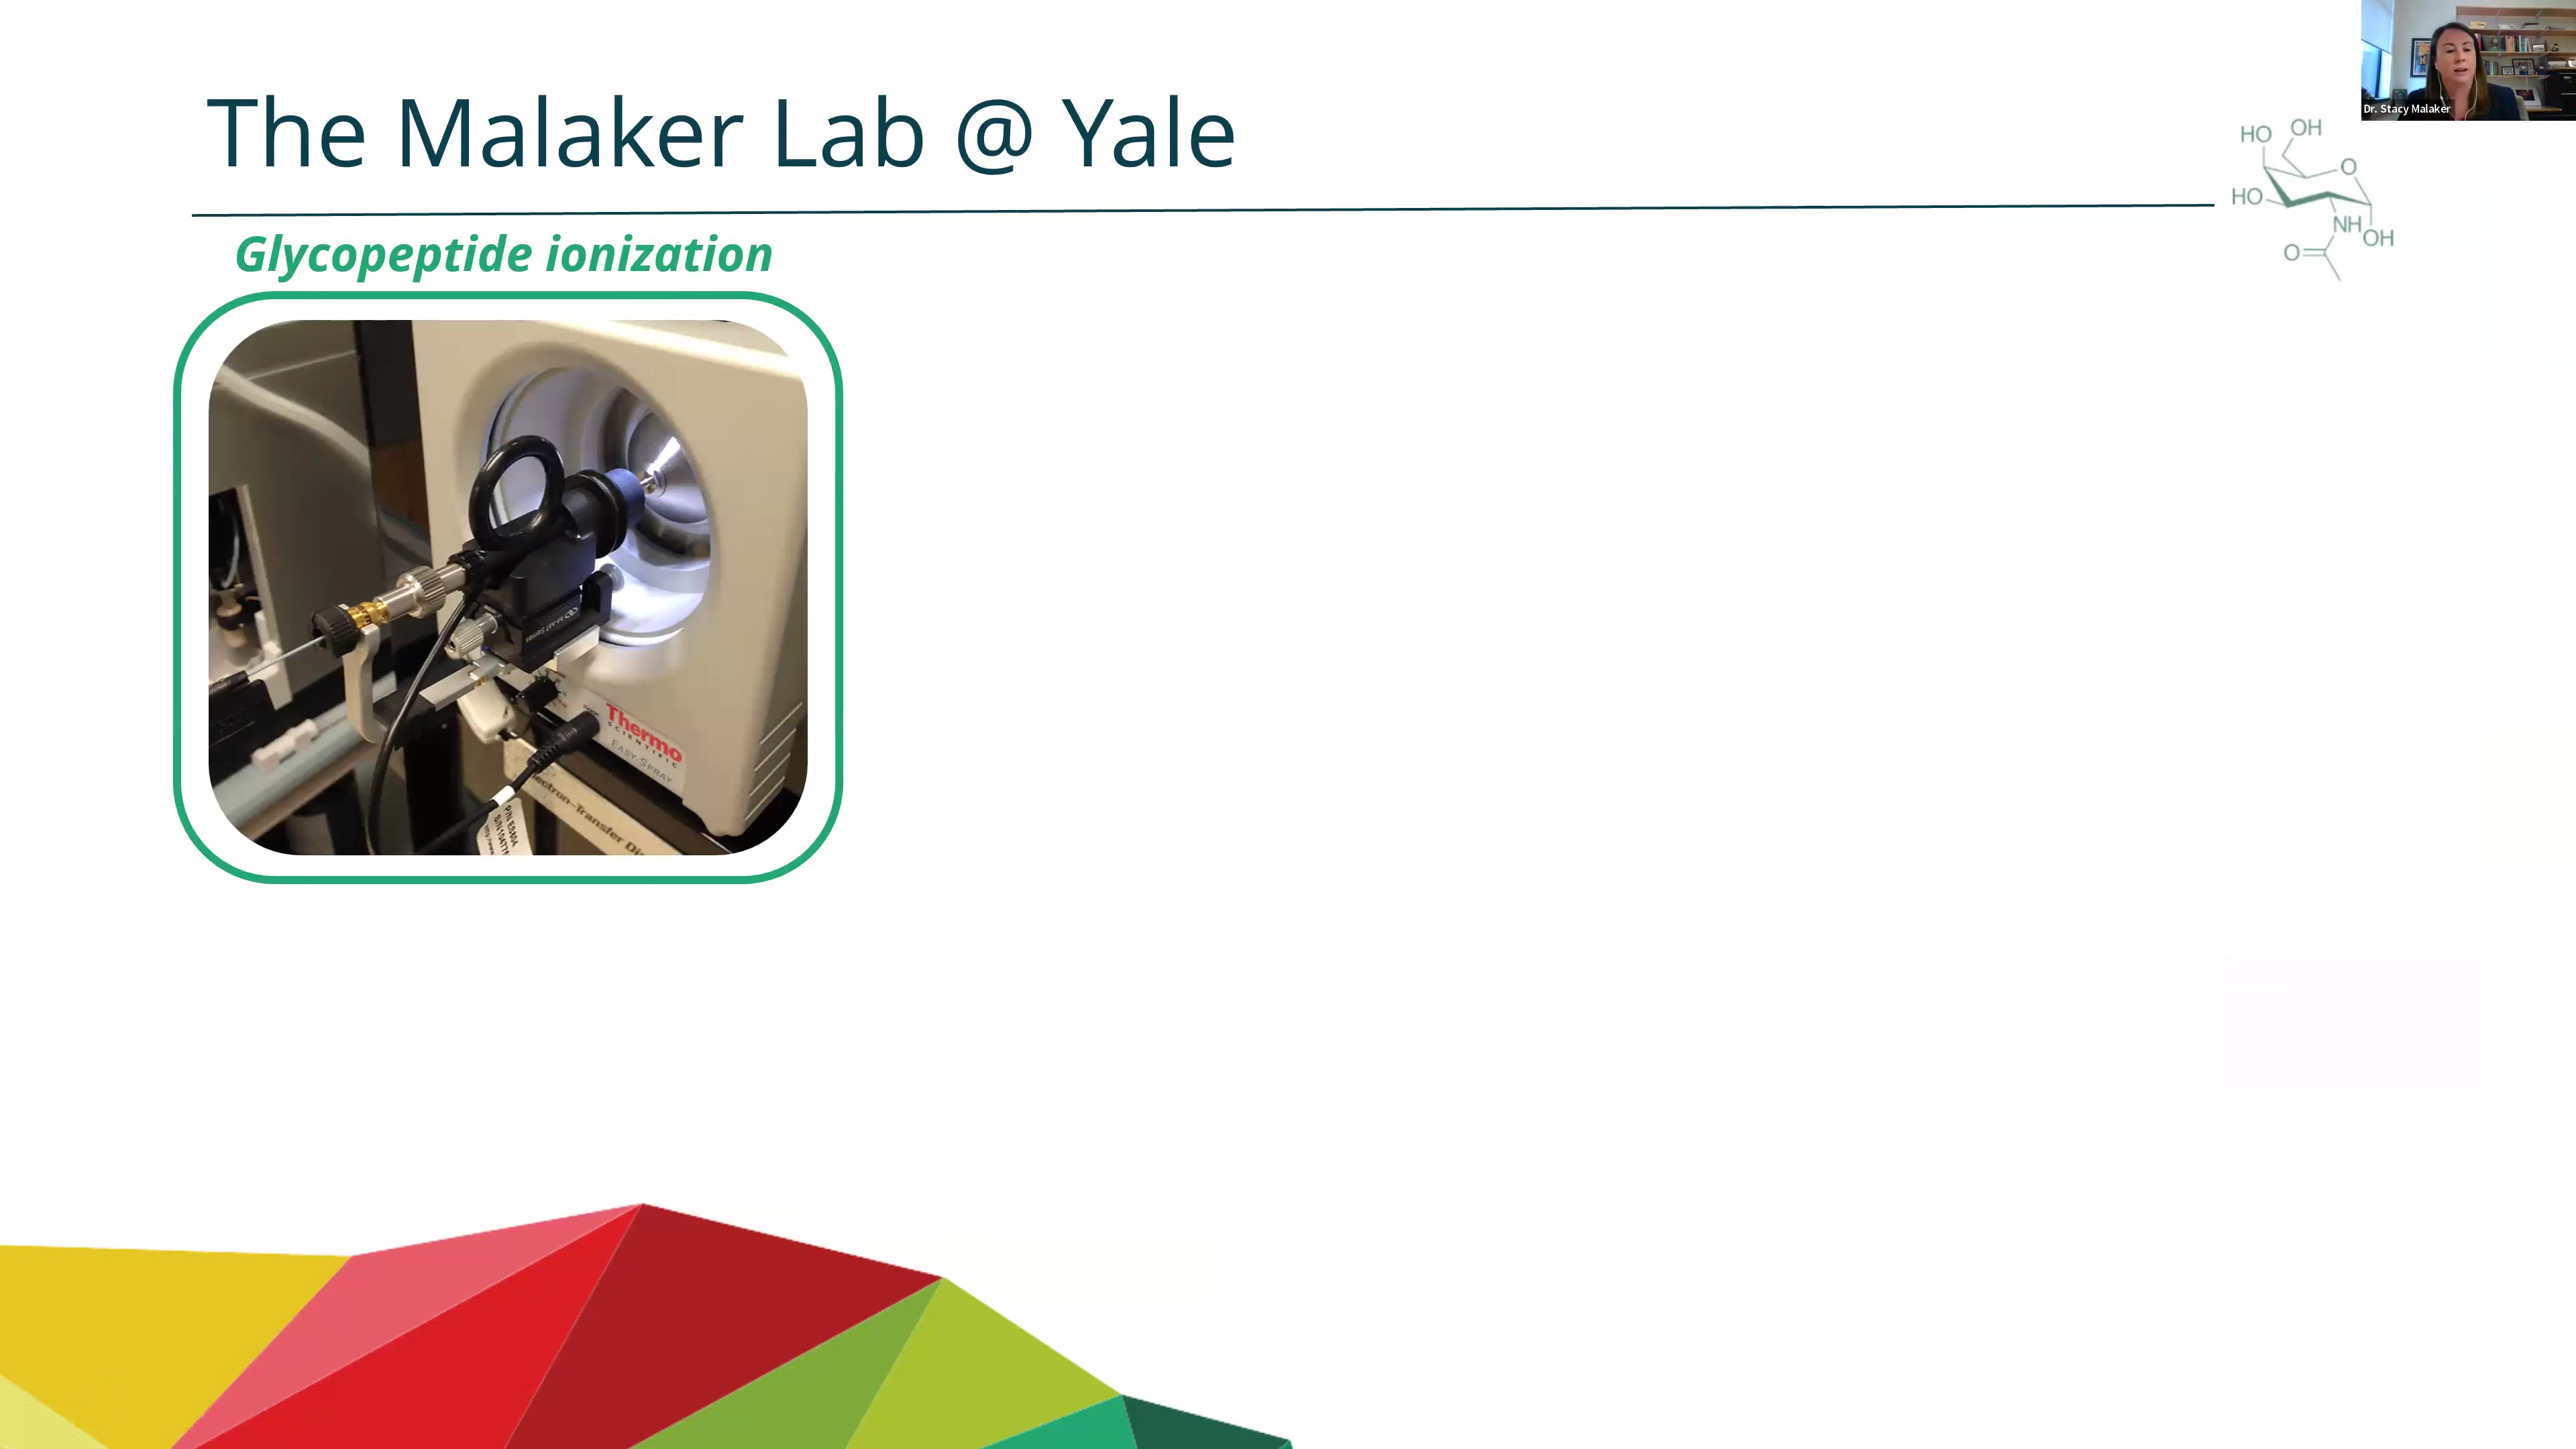 The Malaker Lab @ Yale
Dr. Stacy Malaker
HO
OH
O
HO
NH
OH
O
Glycopeptide ionization
Thermo
SCIENTIFIC
EASY-SPRAY